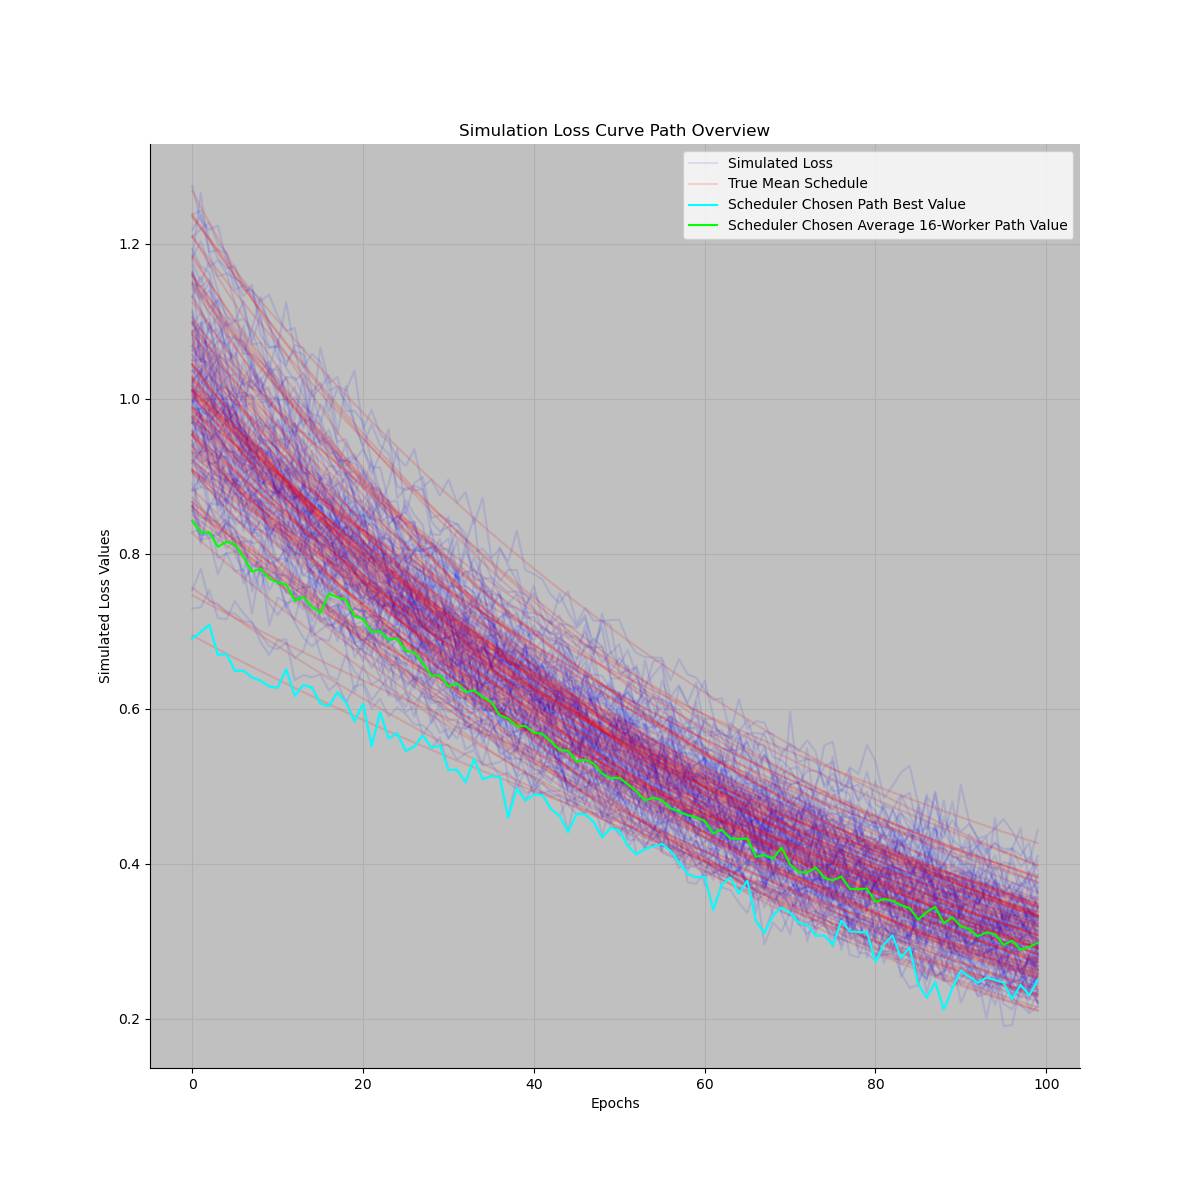 Simulation Loss Curve Path Overview
Simulated Loss
True Mean Schedule
Scheduler Chosen Path Best Value
Scheduler Chosen Average 16-Worker Path Value
Simulated Loss Values
1.2
1.0
0.8
0.6
0.4
0.2
0 20 40 60 80 100
Epochs